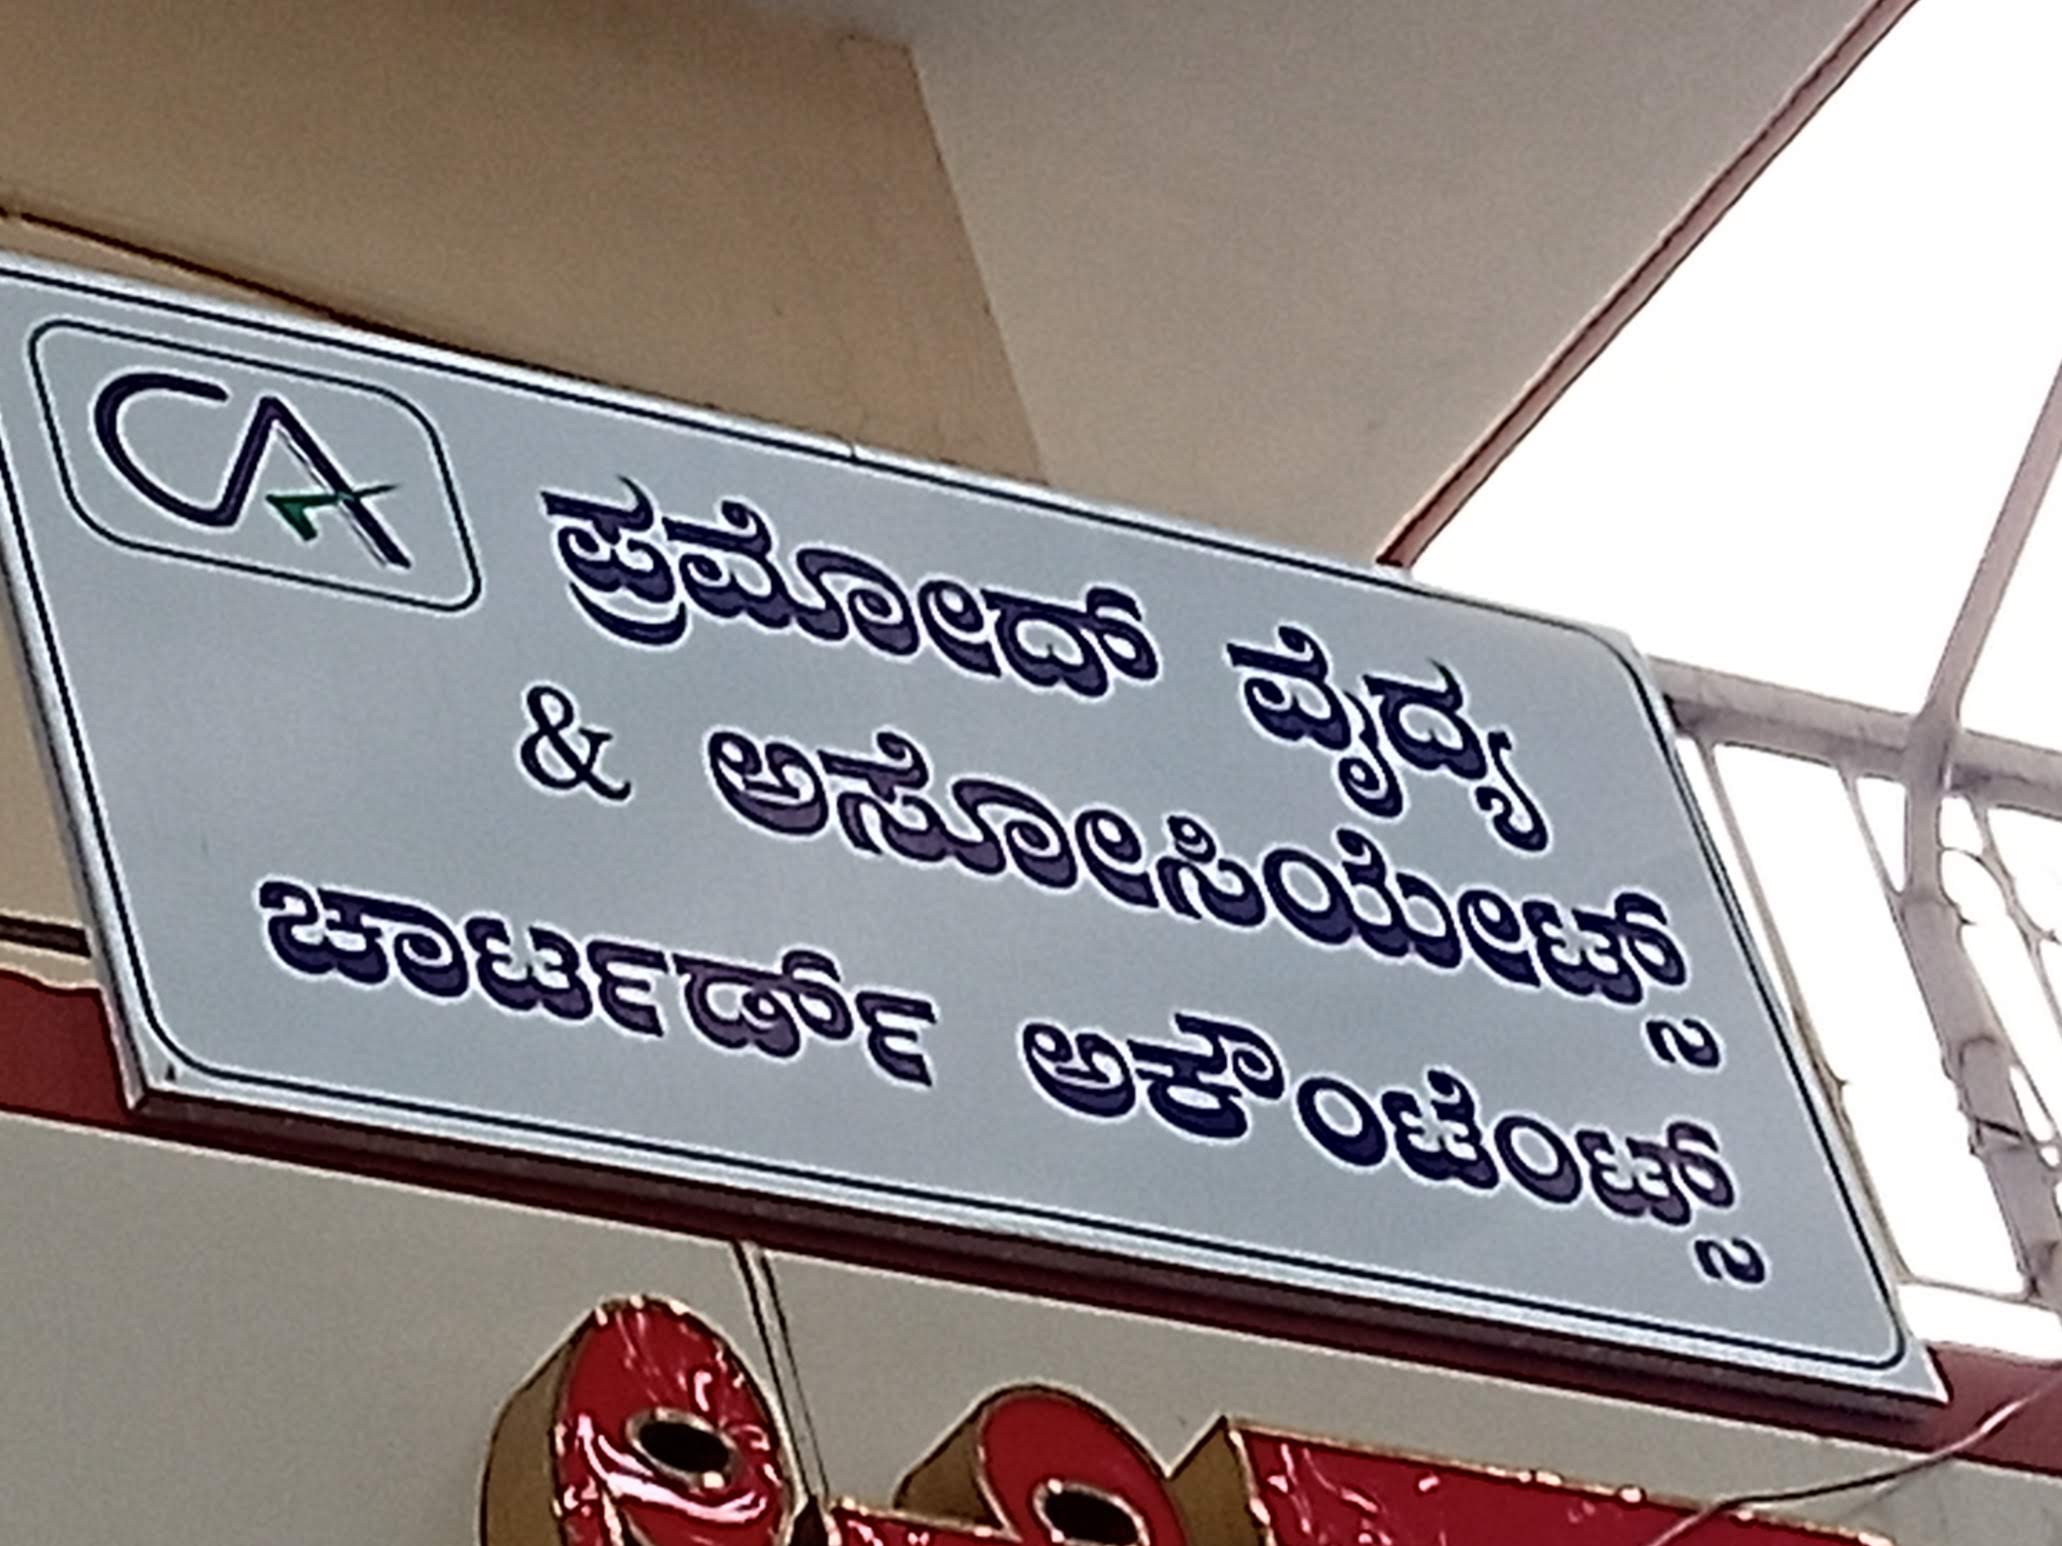 CA
ಪ್ರಮೋದ್ ವೈದ್ಯ
& ಅಸೋಸಿಯೇಟ್ಸ್
ಚಾರ್ಟರ್ಡ್ ಅಕೌಂಟೆಂಟ್ಸ್